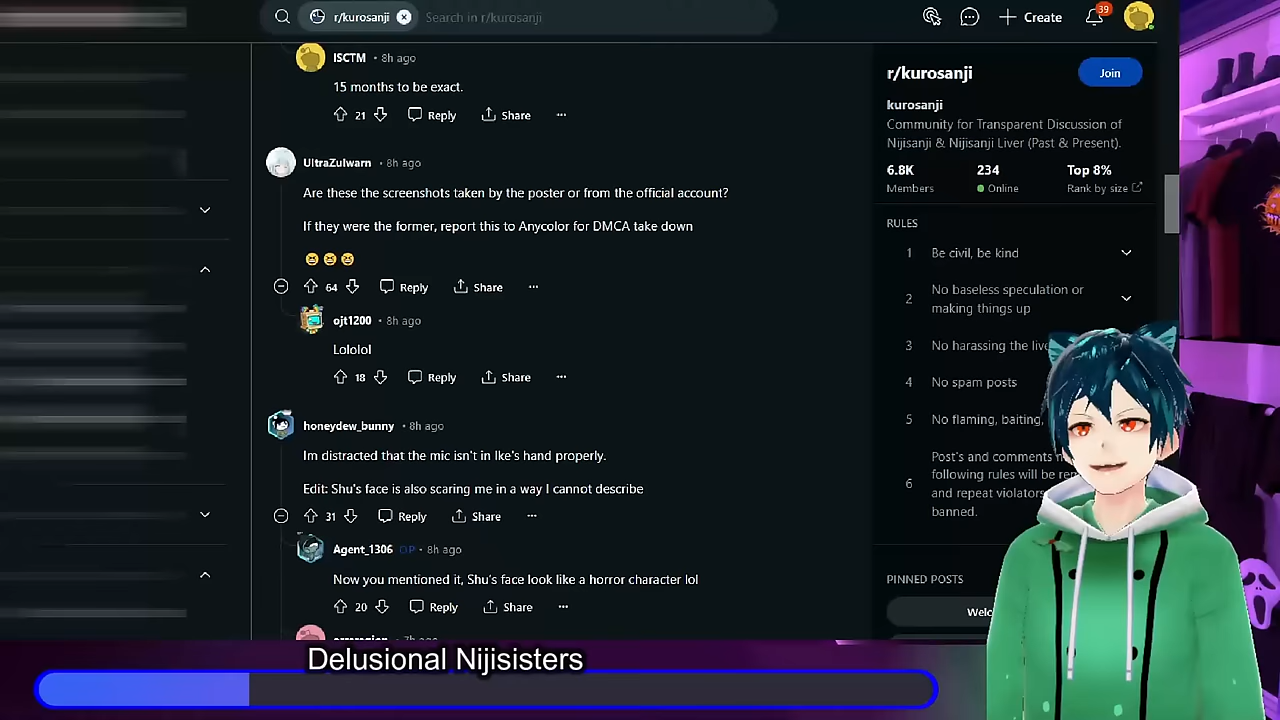 r/kurosanji
Search in r/kurosanji
Create
39
ISCTM • 8h ago
15 months to be exact.
21 Reply Share ...
UltraZulwarn • 8h ago
Are these the screenshots taken by the poster or from the official account?
If they were the former, report this to Anycolor for DMCA take down
😆 😆 😆
64 Reply Share ...
ojt1200 • 8h ago
Lololol
18 Reply Share ...
honeydew_bunny • 8h ago
Im distracted that the mic isn't in Ike's hand properly.
Edit: Shu's face is also scaring me in a way I cannot describe
31 Reply Share ...
Agent_1306 OP • 8h ago
Now you mentioned it, Shu's face look like a horror character lol
20 Reply Share ...
r/kurosanji
Join
kurosanji
Community for Transparent Discussion of
Nijisanji & Nijisanji Liver (Past & Present).
6.8K 234 Top 8%
Members Online Rank by size
RULES
1 Be civil, be kind
2 No baseless speculation or
making things up
3 No harassing the
4 No spam posts
5 No flaming, baiting,
6 Post's and comments
following rules will be
and repeat violators
banned.
PINNED POSTS
Delusional Nijisisters